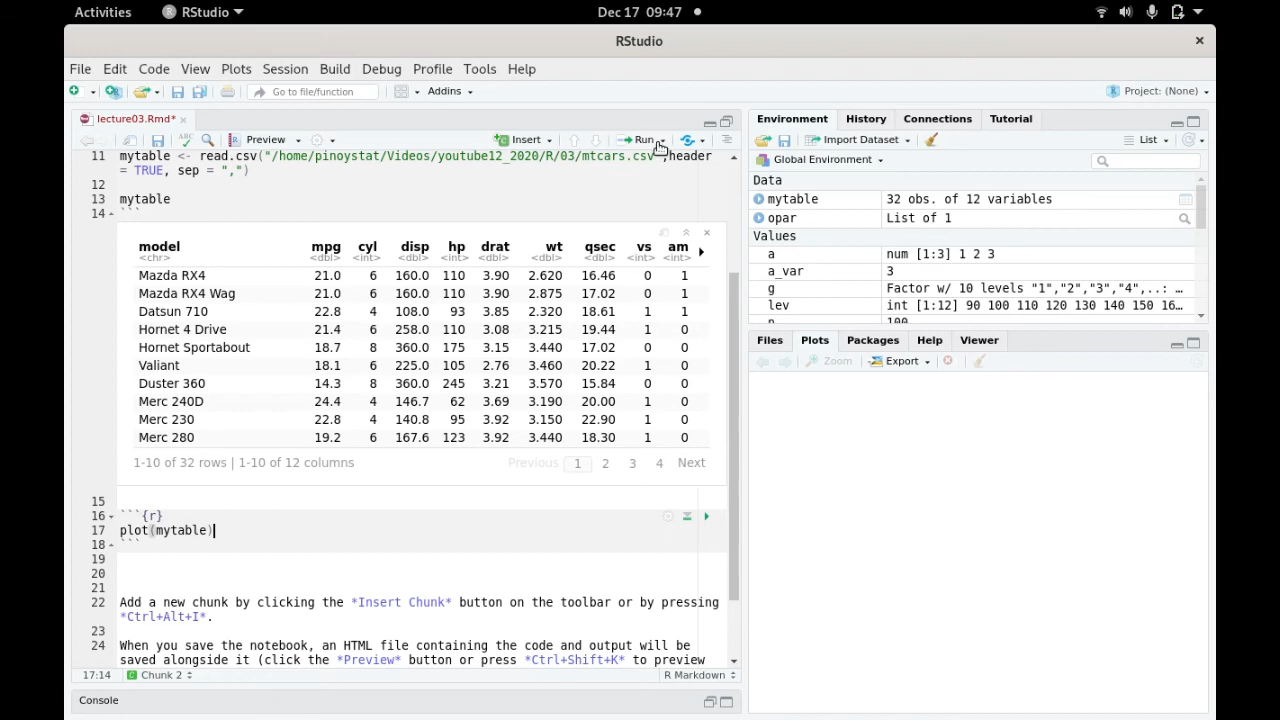 Activities RStudio Dec 17 09:47
RStudio
File Edit Code View Plots Session Build Debug Profile Tools Help
Go to file/function Addins Project: (None)
lecture03.Rmd* Environment History Connections Tutorial
ABC Preview Insert Run Import Dataset List
Global Environment
11 mytable <- read.csv("/home/pinoystat/Videos/youtube12_2020/R/03/mtcars.csv",header
= TRUE, sep = ",")
12
13 mytable
14 ```
model mpg cyl disp hp drat wt qsec vs am
<chr> <dbl> <int> <dbl> <int> <dbl> <dbl> <dbl> <int> <int>
Mazda RX4 21.0 6 160.0 110 3.90 2.620 16.46 0 1
Mazda RX4 Wag 21.0 6 160.0 110 3.90 2.875 17.02 0 1
Datsun 710 22.8 4 108.0 93 3.85 2.320 18.61 1 1
Hornet 4 Drive 21.4 6 258.0 110 3.08 3.215 19.44 1 0
Hornet Sportabout 18.7 8 360.0 175 3.15 3.440 17.02 0 0
Valiant 18.1 6 225.0 105 2.76 3.460 20.22 1 0
Duster 360 14.3 8 360.0 245 3.21 3.570 15.84 0 0
Merc 240D 24.4 4 146.7 62 3.69 3.190 20.00 1 0
Merc 230 22.8 4 140.8 95 3.92 3.150 22.90 1 0
Merc 280 19.2 6 167.6 123 3.92 3.440 18.30 1 0
1-10 of 32 rows | 1-10 of 12 columns Previous 1 2 3 4 Next
15
16 ```{r}
17 plot(mytable)
18 ```
19
20
21
22 Add a new chunk by clicking the *Insert Chunk* button on the toolbar or by pressing
*Ctrl+Alt+I*.
23
24 When you save the notebook, an HTML file containing the code and output will be
saved alongside it (click the *Preview* button or press *Ctrl+Shift+K* to preview
17:14 Chunk 2 R Markdown
Console
Data
mytable 32 obs. of 12 variables
opar List of 1
Values
a num [1:3] 1 2 3
a_var 3
g Factor w/ 10 levels "1","2","3","4",..: …
lev int [1:12] 90 100 110 120 130 140 150 16…
n 100
Files Plots Packages Help Viewer
Zoom Export